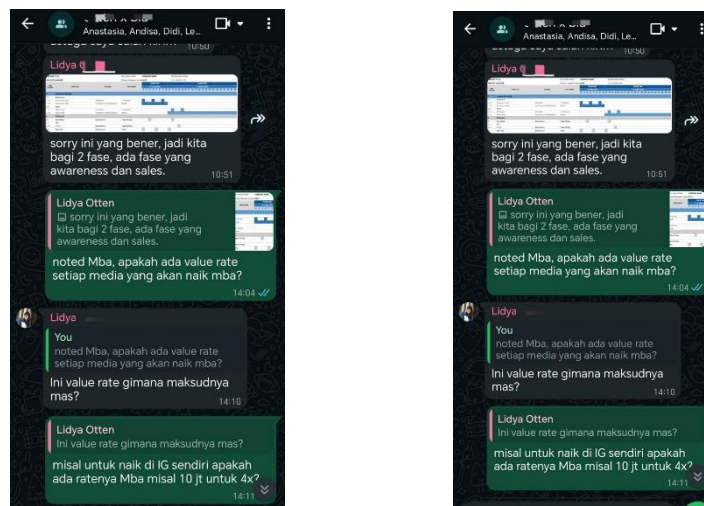 Anastasia, Andisa, Didi, Le...
10:50
Lidya
sorry ini yang bener, jadi kita
bagi 2 fase, ada fase yang
awareness dan sales.
10:51
Lidya Otten
sorry ini yang bener, jadi
kita bagi 2 fase, ada fase yang
awareness dan sales.
noted Mba, apakah ada value rate
setiap media yang akan naik mba?
14:04
Lidya
You
noted Mba, apakah ada value rate
setiap media yang akan naik mba?
Ini value rate gimana maksudnya
mas?
14:10
Lidya Otten
Ini value rate gimana maksudnya mas?
misal untuk naik di IG sendiri apakah
ada ratenya Mba misal 10 jt untuk 4x?
14:11
Anastasia, Andisa, Didi, Le...
10:50
Lidya
sorry ini yang bener, jadi kita
bagi 2 fase, ada fase yang
awareness dan sales.
10:51
Lidya Otten
sorry ini yang bener, jadi
kita bagi 2 fase, ada fase yang
awareness dan sales.
noted Mba, apakah ada value rate
setiap media yang akan naik mba?
14:04
Lidya
You
noted Mba, apakah ada value rate
setiap media yang akan naik mba?
Ini value rate gimana maksudnya
mas?
14:10
Lidya Otten
Ini value rate gimana maksudnya mas?
misal untuk naik di IG sendiri apakah
ada ratenya Mba misal 10 jt untuk 4x?
14:11